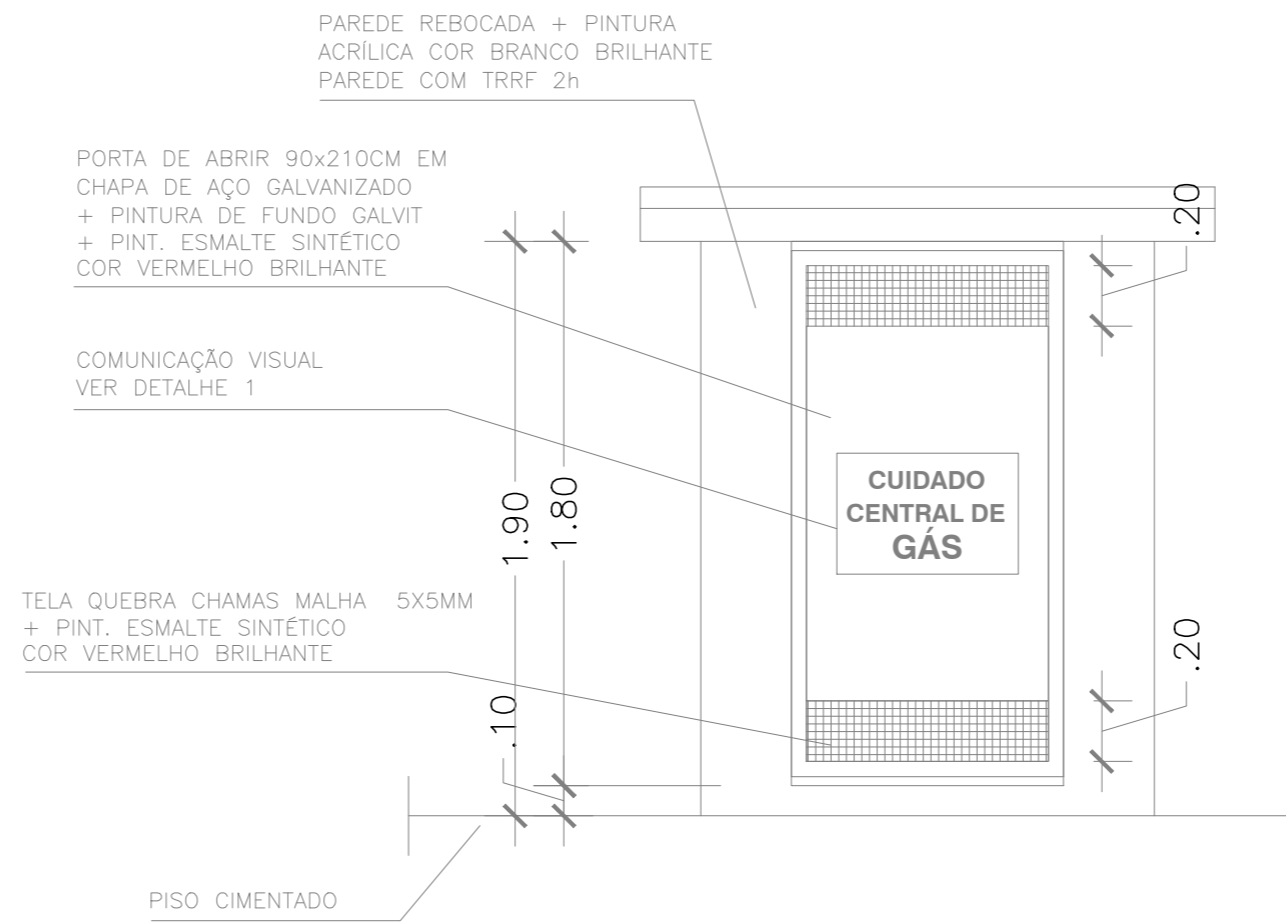 PAREDE REBOCADA + PINTURA
ACRÍLICA COR BRANCO BRILHANTE
PAREDE COM TRRF 2h
PORTA DE ABRIR 90x210CM EM
CHAPA DE AÇO GALVANIZADO
+ PINTURA DE FUNDO GALVIT
+ PINT. ESMALTE SINTÉTICO
COR VERMELHO BRILHANTE
COMUNICAÇÃO VISUAL
VER DETALHE 1
TELA QUEBRA CHAMAS MALHA 5X5MM
+ PINT. ESMALTE SINTÉTICO
COR VERMELHO BRILHANTE
PISO CIMENTADO
1.90
1.80
.10
CUIDADO
CENTRAL DE
GÁS
.20
.20